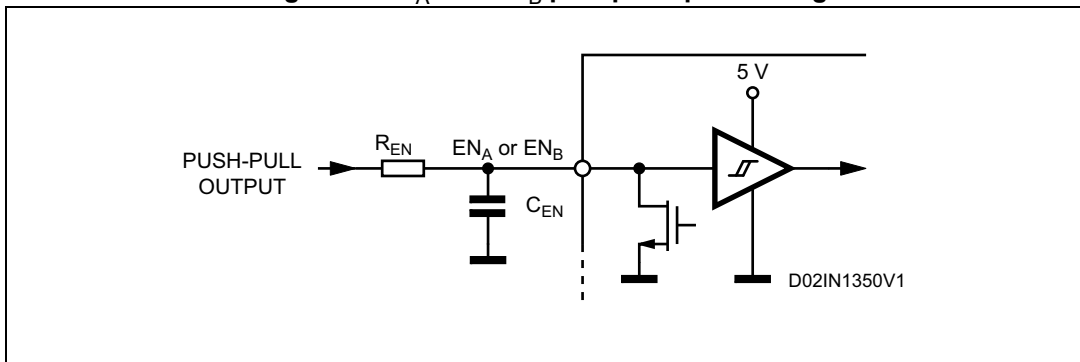 5 V
R_EN
EN_A or EN_B
PUSH-PULL
OUTPUT
C_EN
D02IN1350V1